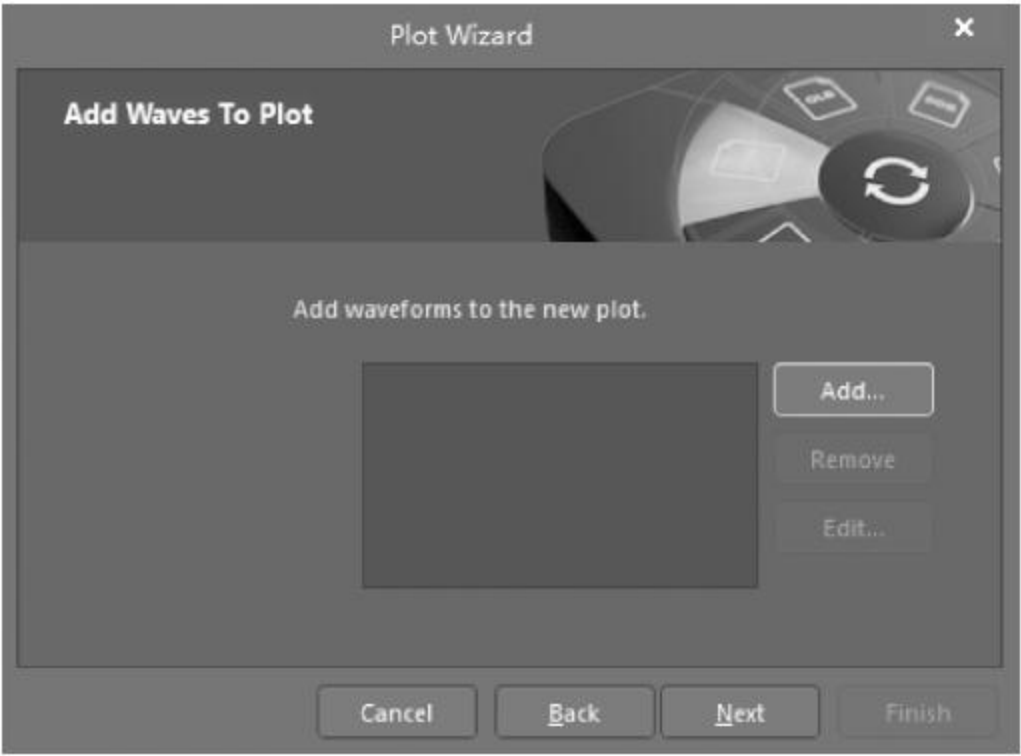 Plot Wizard
Add Waves To Plot
OLB
Add waveforms to the new plot.
Add...
Remove
Edit...
Cancel
Back
Next
Finish